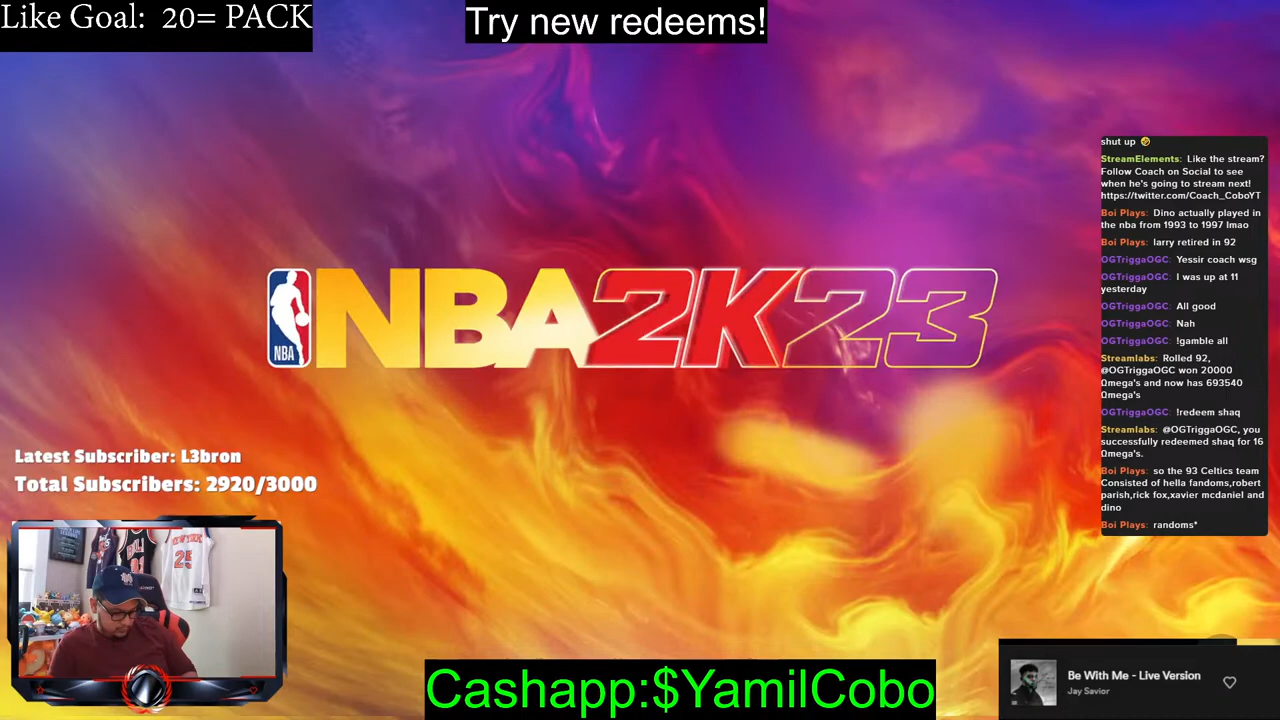 Like Goal:  20= PACK
Try new redeems!
shut up 🤣
StreamElements: Like the stream?
Follow Coach on Social to see
when he's going to stream next!
https://twitter.com/Coach_CoboYT
Boi Plays: Dino actually played in
the nba from 1993 to 1997 lmao
Boi Plays: larry retired in 92
OGTriggaOGC: Yessir coach wsg
OGTriggaOGC: I was up at 11
yesterday
OGTriggaOGC: All good
OGTriggaOGC: Nah
OGTriggaOGC: !gamble all
Streamlabs: Rolled 92,
@OGTriggaOGC won 20000
Ωmega's and now has 693540
Ωmega's
OGTriggaOGC: !redeem shaq
Streamlabs: @OGTriggaOGC, you
successfully redeemed shaq for 16
Ωmega's.
Boi Plays: so the 93 Celtics team
Consisted of hella fandoms,robert
parish,rick fox,xavier mcdaniel and
dino
Boi Plays: randoms*
NBA
NBA2K23
Latest Subscriber: L3bron
Total Subscribers: 2920/3000
NEW YORK
25
Cashapp:$YamilCobo
Be With Me - Live Version
Jay Savior